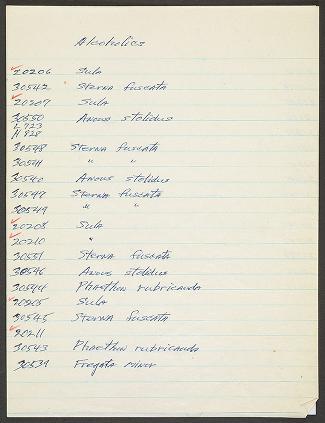 Alcoholics
20206 Sula
30542 Sterna fuscata
20207 Sula
30550 Anous stolidus
L 723
H 928
30548 Sterna fuscata
30541 " "
30540 Anous stolidus
30547 Sterna fuscata
30549 " "
20208 Sula
20210 "
30551 Sterna fuscata
30546 Anous stolidus
30544 Phaethon rubricauda
20205 Sula
30545 Sterna fuscata
20211
30543 Phaethon rubricauda
30539 Fregata minor